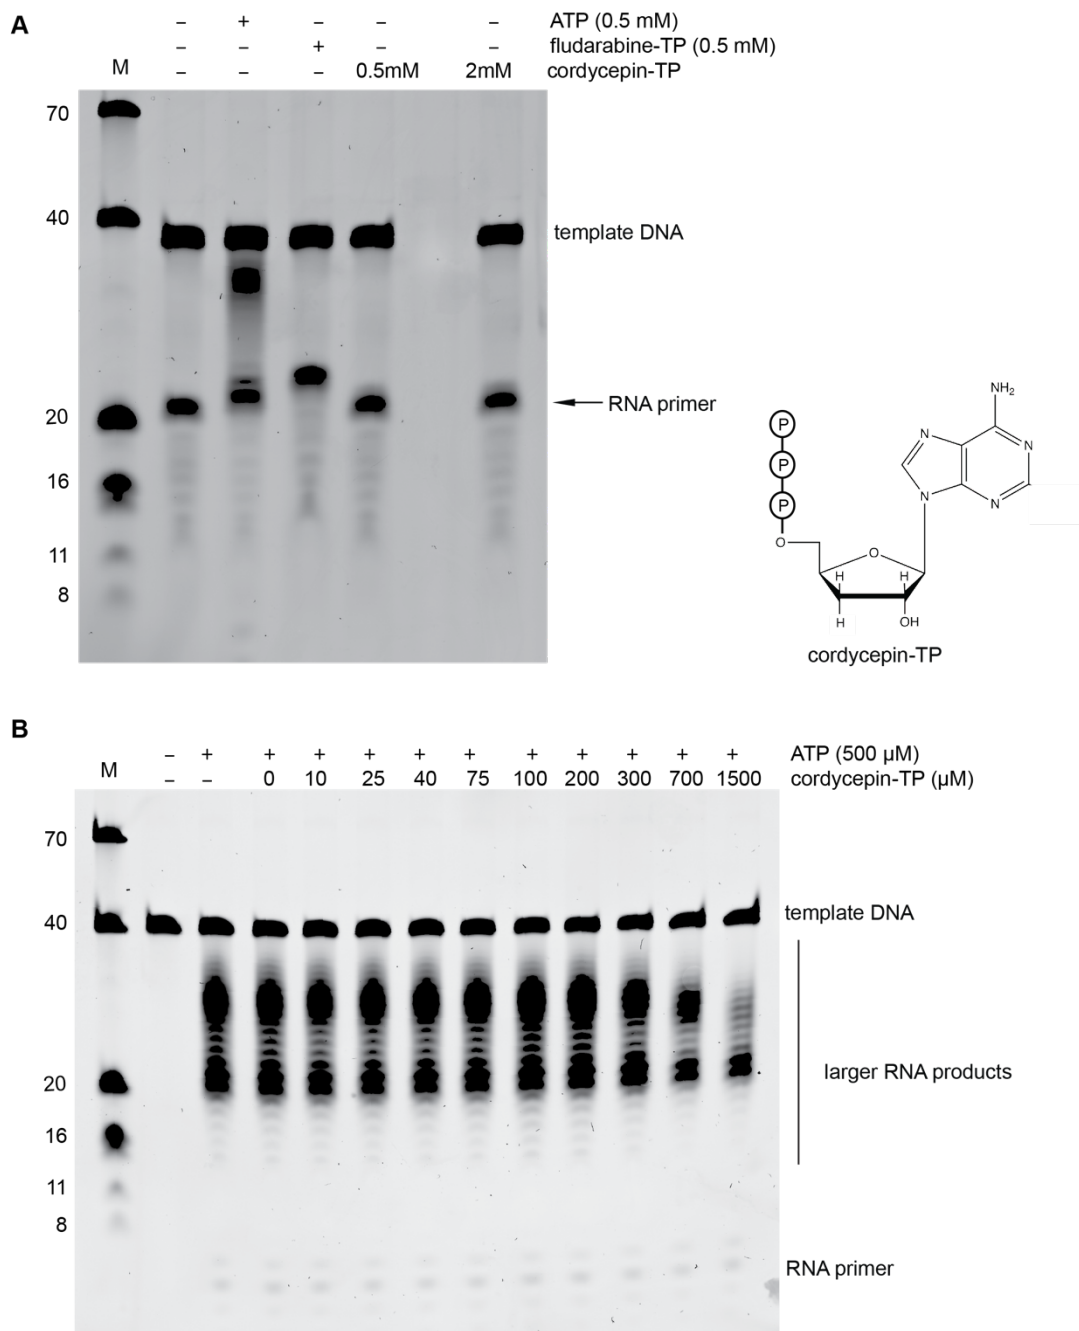 A
– + – – – ATP (0.5 mM)
– – + – – fludarabine-TP (0.5 mM)
M – – – 0.5mM 2mM cordycepin-TP
70
40
template DNA
20
RNA primer
16
11
8
NH₂
N
N
N
N
P
P
P
O
O
H
H
H
OH
cordycepin-TP
B
– + + + + + + + + + + + ATP (500 µM)
M – – 0 10 25 40 75 100 200 300 700 1500 cordycepin-TP (µM)
70
40
template DNA
20
larger RNA products
16
11
8
RNA primer